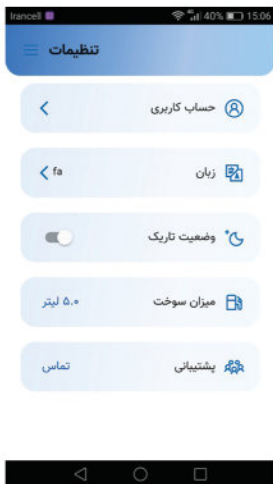 Irancell 40% 15:06
تنظیمات
حساب کاربری
زبان fa
وضعیت تاریک
میزان سوخت ۵.۰ لیتر
پشتیبانی تماس